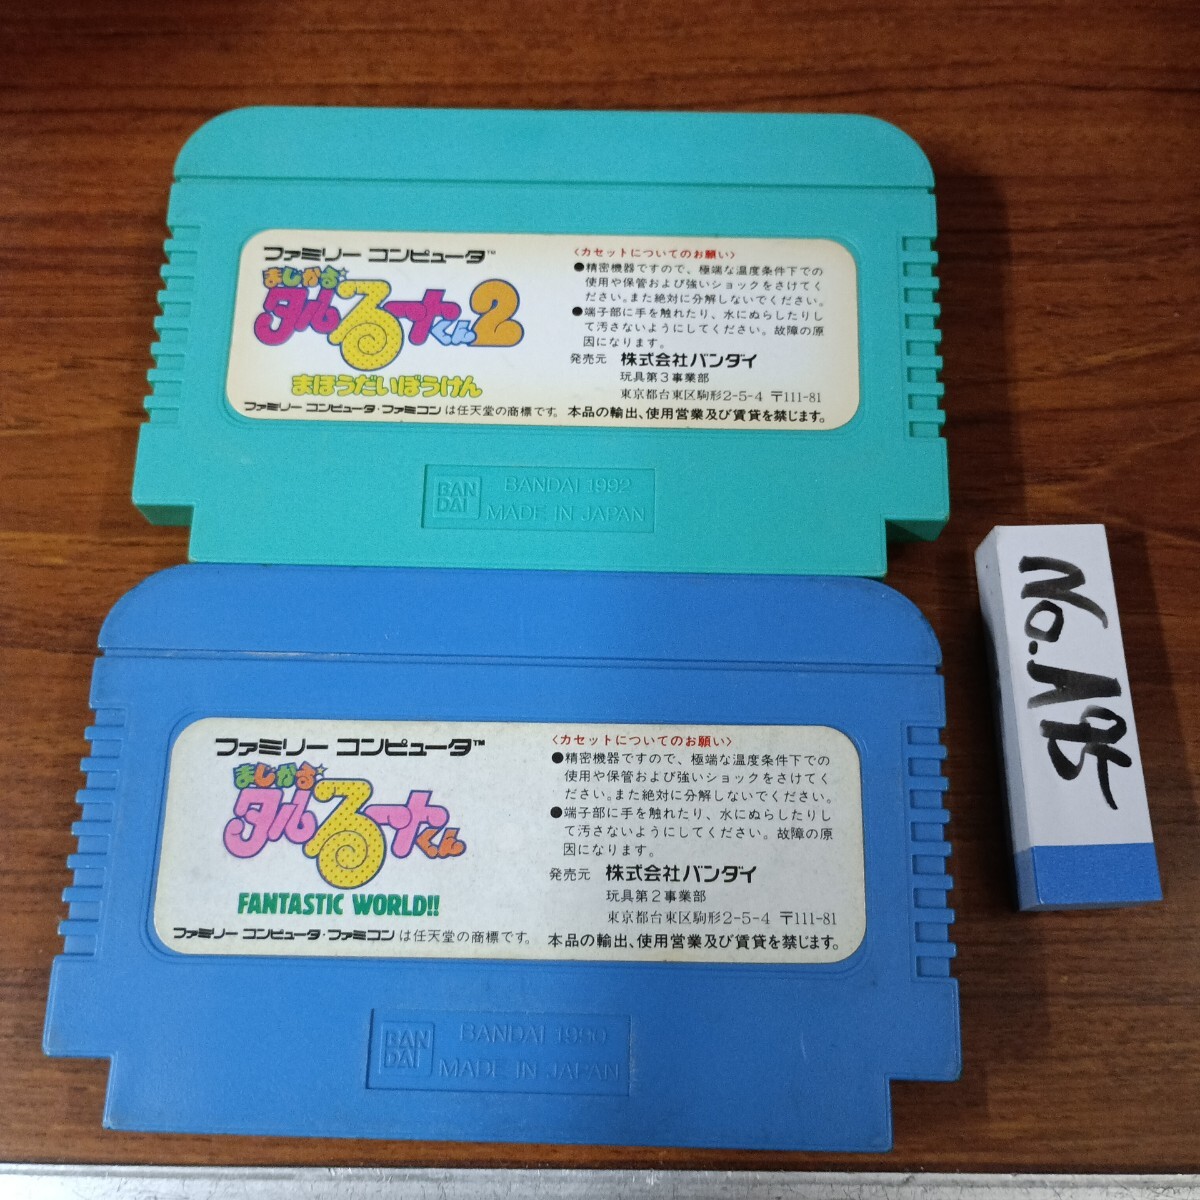 ファミリー コンピュータ™
まじかる
タルるートくん2
まほうだいぼうけん
ファミリー コンピュータ・ファミコン は任天堂の商標です。
〈カセットについてのお願い〉
●精密機器ですので、極端な温度条件下での
使用や保管および強いショックをさけてく
ださい。また絶対に分解しないでください。
●端子部に手を触れたり、水にぬらしたりし
て汚さないようにしてください。故障の原
因になります。
発売元 株式会社バンダイ
玩具第3事業部
東京都台東区駒形2-5-4 〒111-81
本品の輸出、使用営業及び賃貸を禁じます。
BAN
DAI
BANDAI 1992
MADE IN JAPAN
ファミリー コンピュータ™
まじかる
タルるートくん
FANTASTIC WORLD!!
ファミリー コンピュータ・ファミコン は任天堂の商標です。
〈カセットについてのお願い〉
●精密機器ですので、極端な温度条件下での
使用や保管および強いショックをさけてく
ださい。また絶対に分解しないでください。
●端子部に手を触れたり、水にぬらしたりし
て汚さないようにしてください。故障の原
因になります。
発売元 株式会社バンダイ
玩具第2事業部
東京都台東区駒形2-5-4 〒111-81
本品の輸出、使用営業及び賃貸を禁じます。
BAN
DAI
BANDAI 1990
MADE IN JAPAN
No.